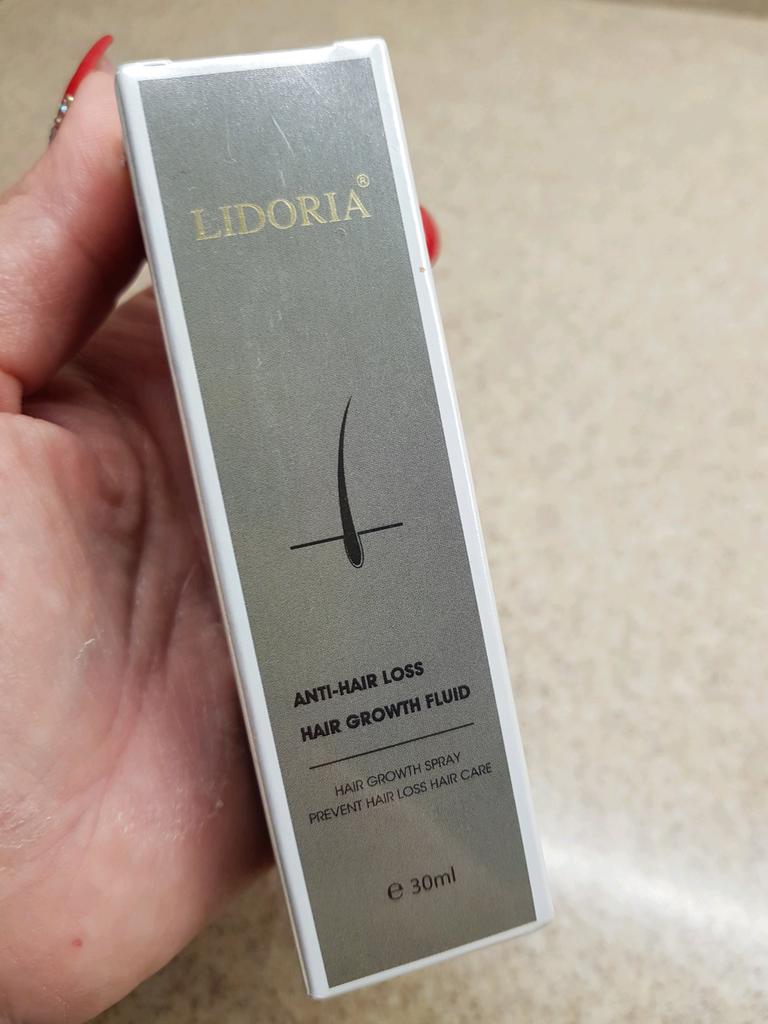 LIDORIA®
ANTI-HAIR LOSS
HAIR GROWTH FLUID
HAIR GROWTH SPRAY
PREVENT HAIR LOSS HAIR CARE
℮ 30ml